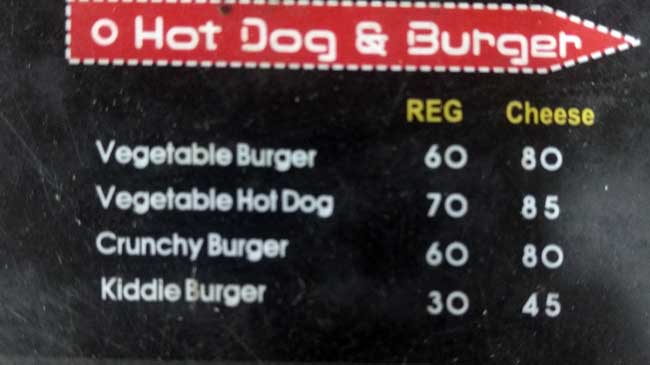 Hot Dog & Burger
REG Cheese
Vegetable Burger 60 80
Vegetable Hot Dog 70 85
Crunchy Burger 60 80
Kiddie Burger 30 45